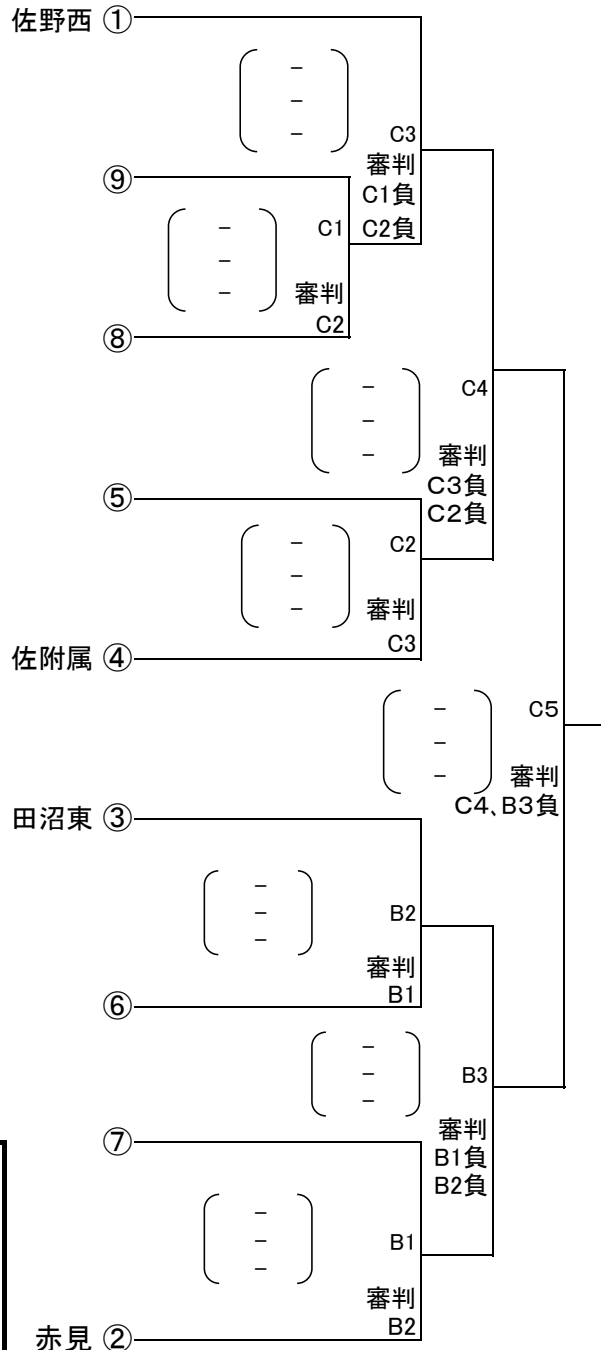 佐野西 ①
-
-
-
C3
審判
C1負
C2負
⑨
-
-
-
C1
審判
C2
⑧
-
-
-
C4
審判
C3負
C2負
⑤
-
-
-
C2
審判
C3
佐附属 ④
-
-
-
C5
審判
C4、B3負
田沼東 ③
-
-
-
B2
審判
B1
⑥
-
-
-
B3
審判
B1負
B2負
⑦
-
-
-
B1
審判
B2
赤見 ②